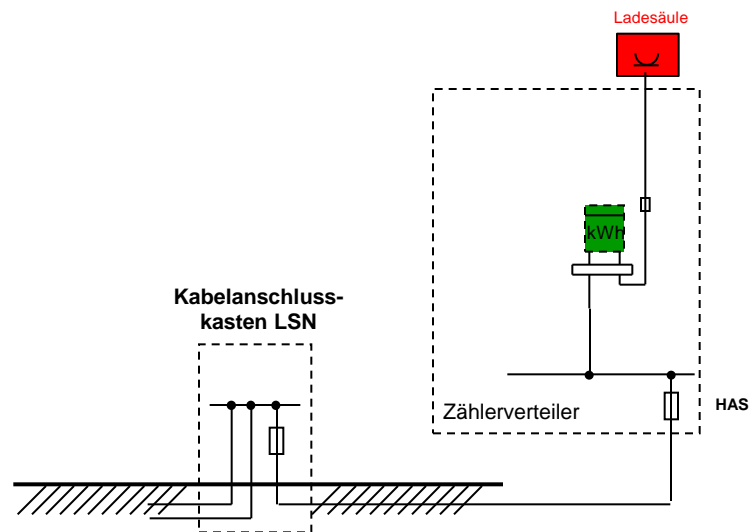 Ladesäule
kWh
Kabelanschluss-
kasten LSN
Zählerverteiler
HAS